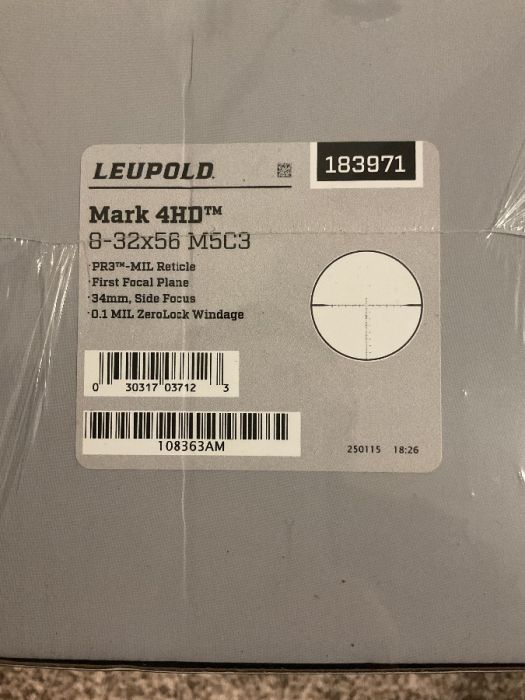 LEUPOLD.
183971
Mark 4HD™
8-32x56 M5C3
·PR3™-MIL Reticle
·First Focal Plane
·34mm, Side Focus
·0.1 MIL ZeroLock Windage
0 30317 03712 3
108363AM
250115 18:26